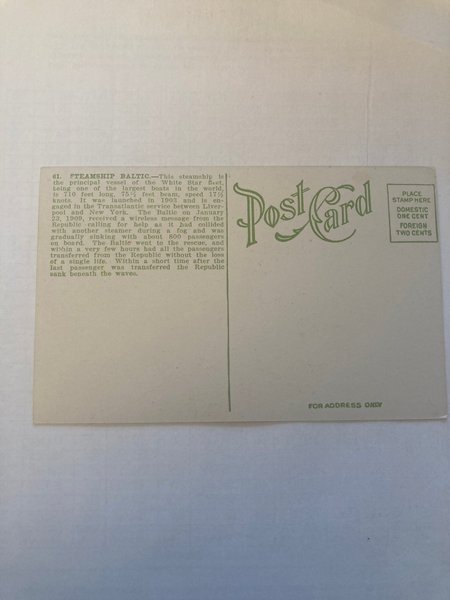 61. STEAMSHIP BALTIC.—This steamship is
the principal vessel of the White Star fleet,
being one of the largest boats in the world,
is 710 feet long, 75½ feet beam, speed 17½
knots. It was launched in 1903 and is en-
gaged in the Transatlantic service between Liver-
pool and New York. The Baltic on January
23, 1909, received a wireless message from the
Republic calling for help as it had collided
with another steamer during a fog and was
gradually sinking with about 800 passengers
on board. The Baltic went to the rescue, and
within a very few hours had all the passengers
transferred from the Republic without the loss
of a single life. Within a short time after the
last passenger was transferred the Republic
sank beneath the waves.
Post Card
PLACE
STAMP HERE
DOMESTIC
ONE CENT
FOREIGN
TWO CENTS
FOR ADDRESS ONLY